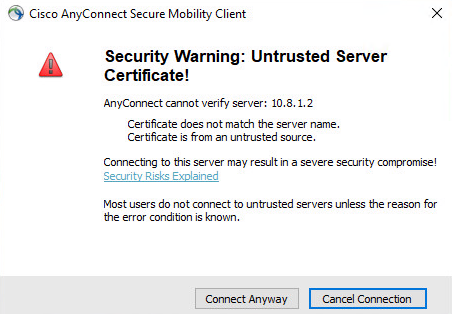 Cisco AnyConnect Secure Mobility Client
Security Warning: Untrusted Server
Certificate!
AnyConnect cannot verify server: 10.8.1.2
Certificate does not match the server name.
Certificate is from an untrusted source.
Connecting to this server may result in a severe security compromise!
Security Risks Explained
Most users do not connect to untrusted servers unless the reason for
the error condition is known.
Connect Anyway
Cancel Connection